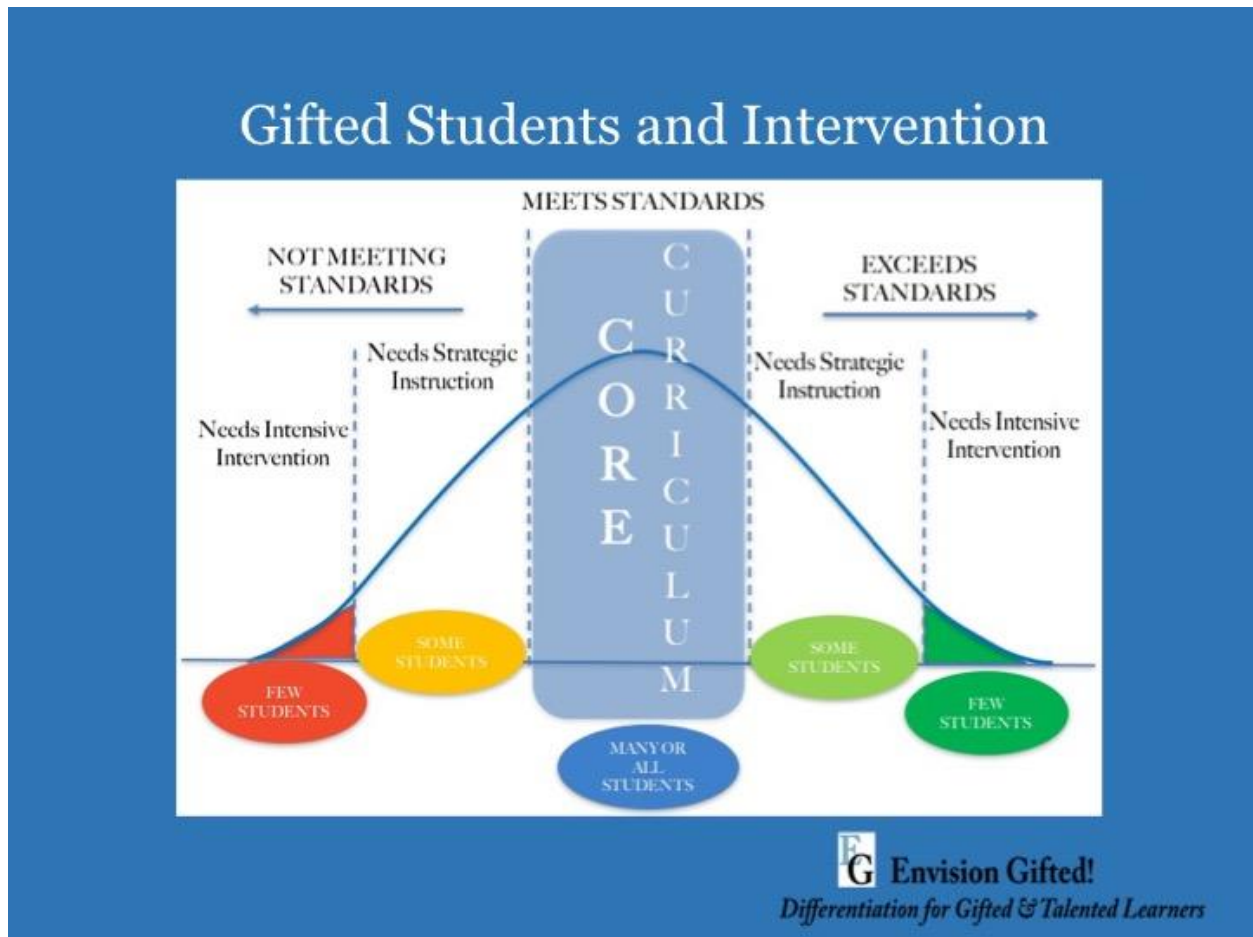 Gifted Students and Intervention
MEETS STANDARDS
NOT MEETING
STANDARDS
EXCEEDS
STANDARDS
Needs Strategic
Instruction
Needs Intensive
Intervention
CORE
CURRICULUM
Needs Strategic
Instruction
Needs Intensive
Intervention
SOME
STUDENTS
FEW
STUDENTS
MANY OR
ALL
STUDENTS
SOME
STUDENTS
FEW
STUDENTS
EG Envision Gifted!
Differentiation for Gifted & Talented Learners